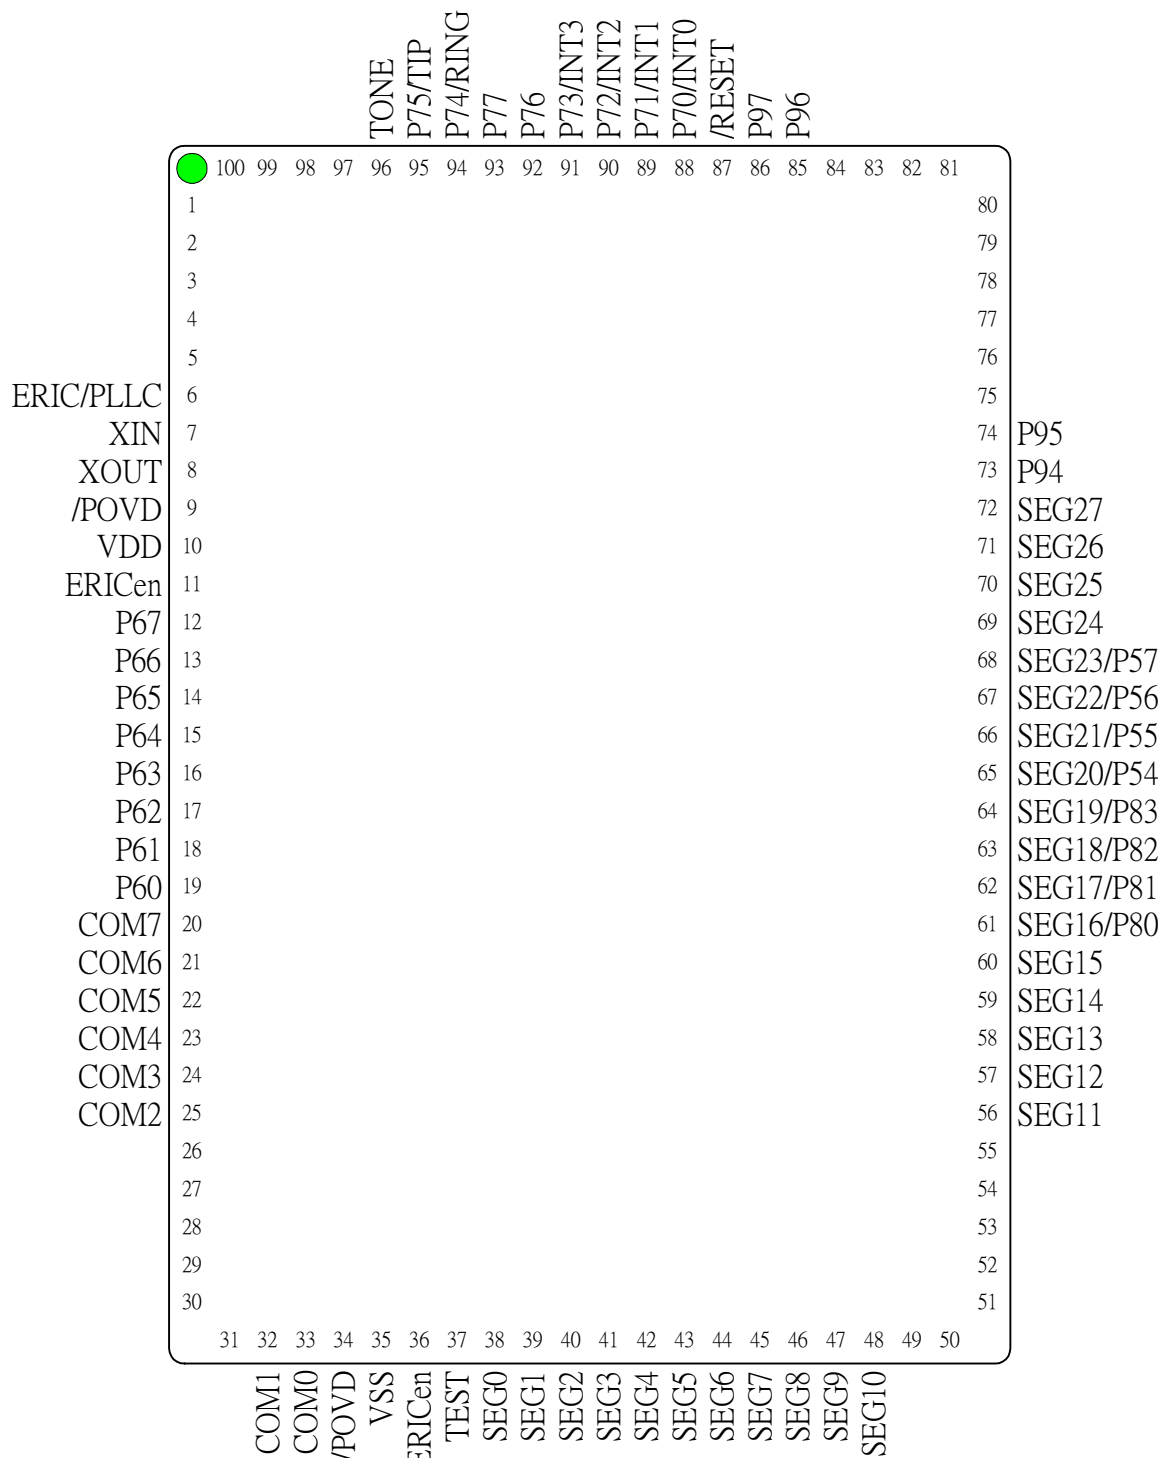 TONE
P75/TIP
P74/RING
P77
P76
P73/INT3
P72/INT2
P71/INT1
P70/INT0
/RESET
P97
P96
100 99 98 97 96 95 94 93 92 91 90 89 88 87 86 85 84 83 82 81
1 80
2 79
3 78
4 77
5 76
ERIC/PLLC 6 75
XIN 7 74 P95
XOUT 8 73 P94
/POVD 9 72 SEG27
VDD 10 71 SEG26
ERICen 11 70 SEG25
P67 12 69 SEG24
P66 13 68 SEG23/P57
P65 14 67 SEG22/P56
P64 15 66 SEG21/P55
P63 16 65 SEG20/P54
P62 17 64 SEG19/P83
P61 18 63 SEG18/P82
P60 19 62 SEG17/P81
COM7 20 61 SEG16/P80
COM6 21 60 SEG15
COM5 22 59 SEG14
COM4 23 58 SEG13
COM3 24 57 SEG12
COM2 25 56 SEG11
26 55
27 54
28 53
29 52
30 51
31 32 33 34 35 36 37 38 39 40 41 42 43 44 45 46 47 48 49 50
COM1
COM0
/POVD
VSS
ERICen
TEST
SEG0
SEG1
SEG2
SEG3
SEG4
SEG5
SEG6
SEG7
SEG8
SEG9
SEG10